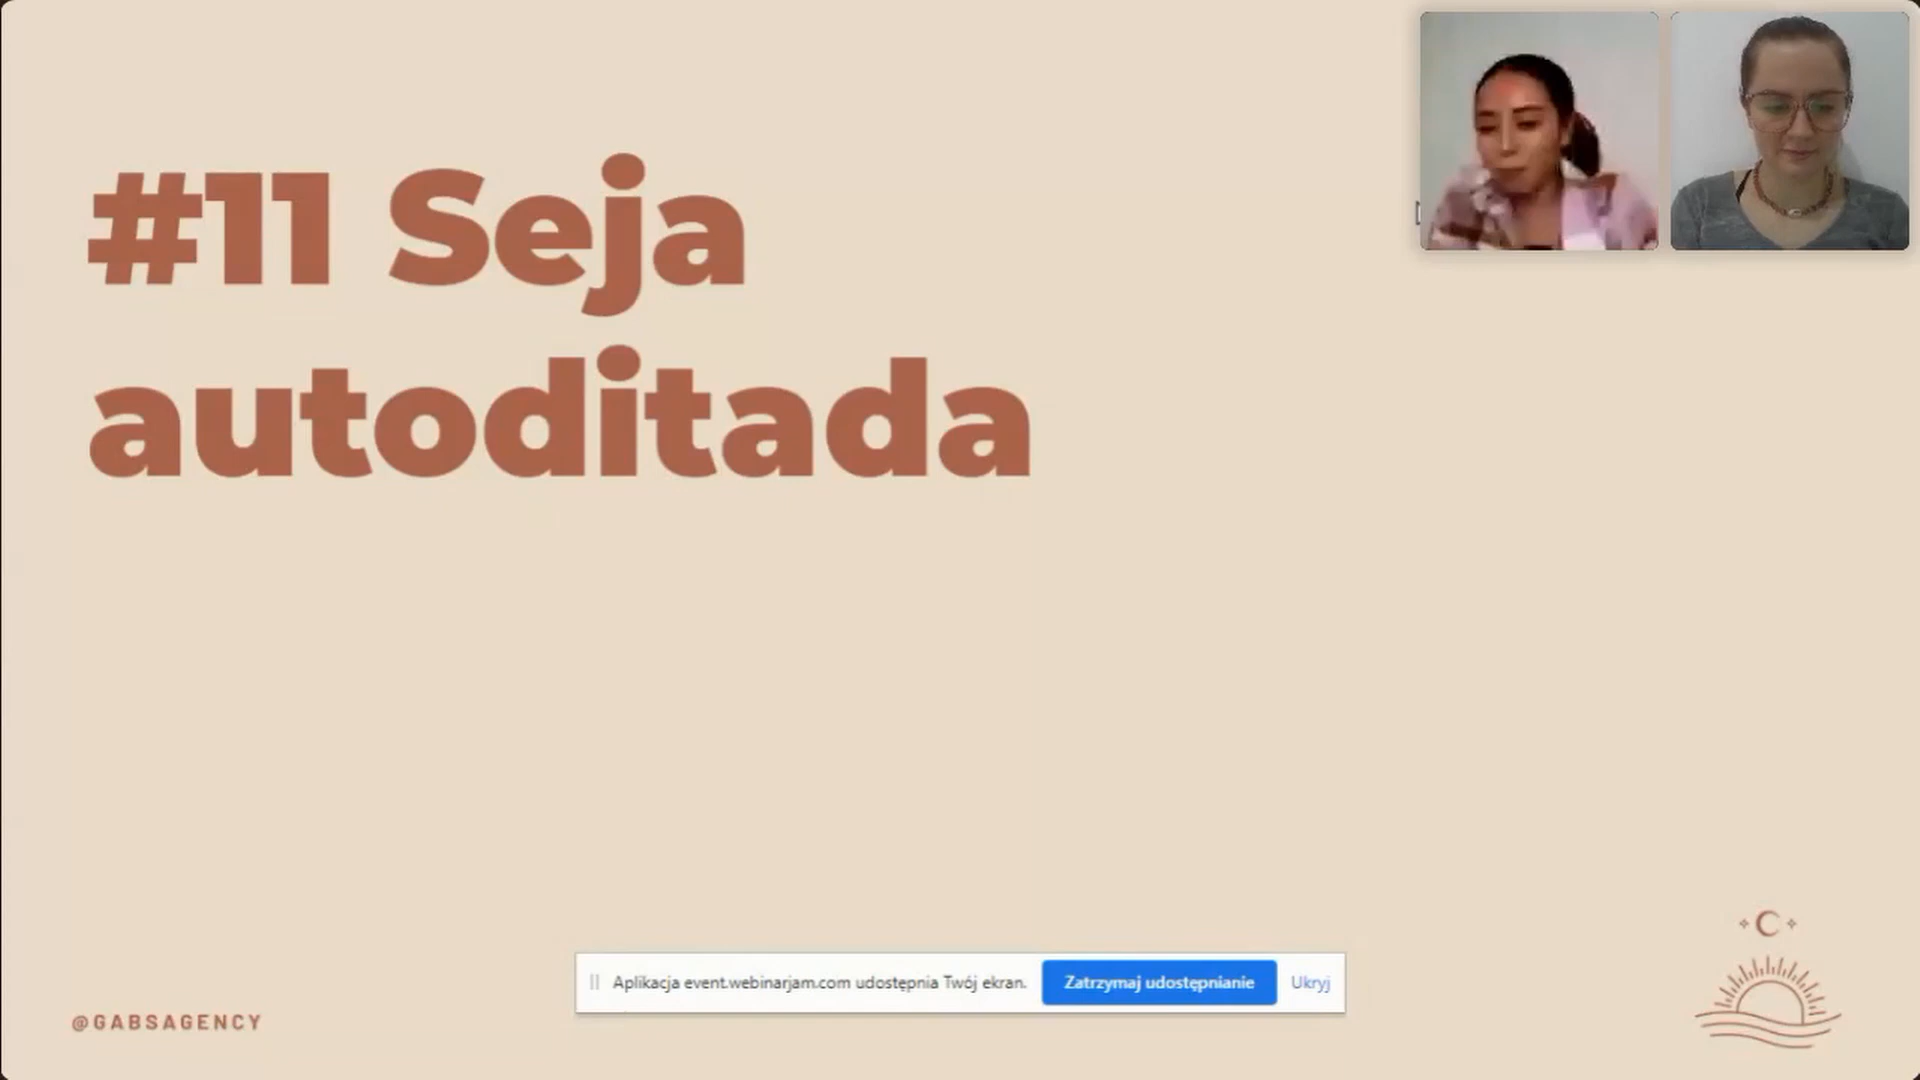 #11 Seja
autoditada
Aplikacja event.webinarjam.com udostępnia Twój ekran.
Zatrzymaj udostępnianie
Ukryj
@GABSAGENCY